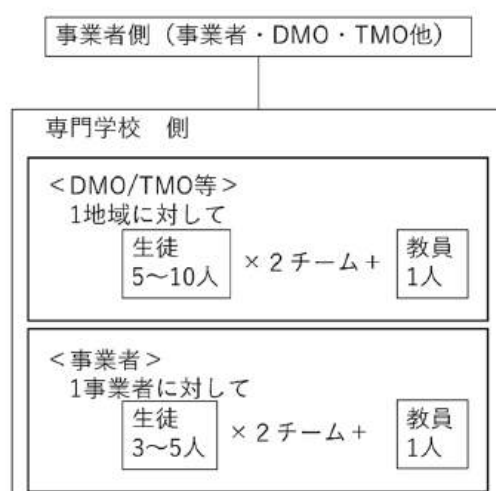 事業者側（事業者・DMO・TMO他）
専門学校　側
＜DMO/TMO等＞
1地域に対して
生徒
5〜10人
×２チーム＋
教員
1人
＜事業者＞
1事業者に対して
生徒
3〜5人
×２チーム＋
教員
1人